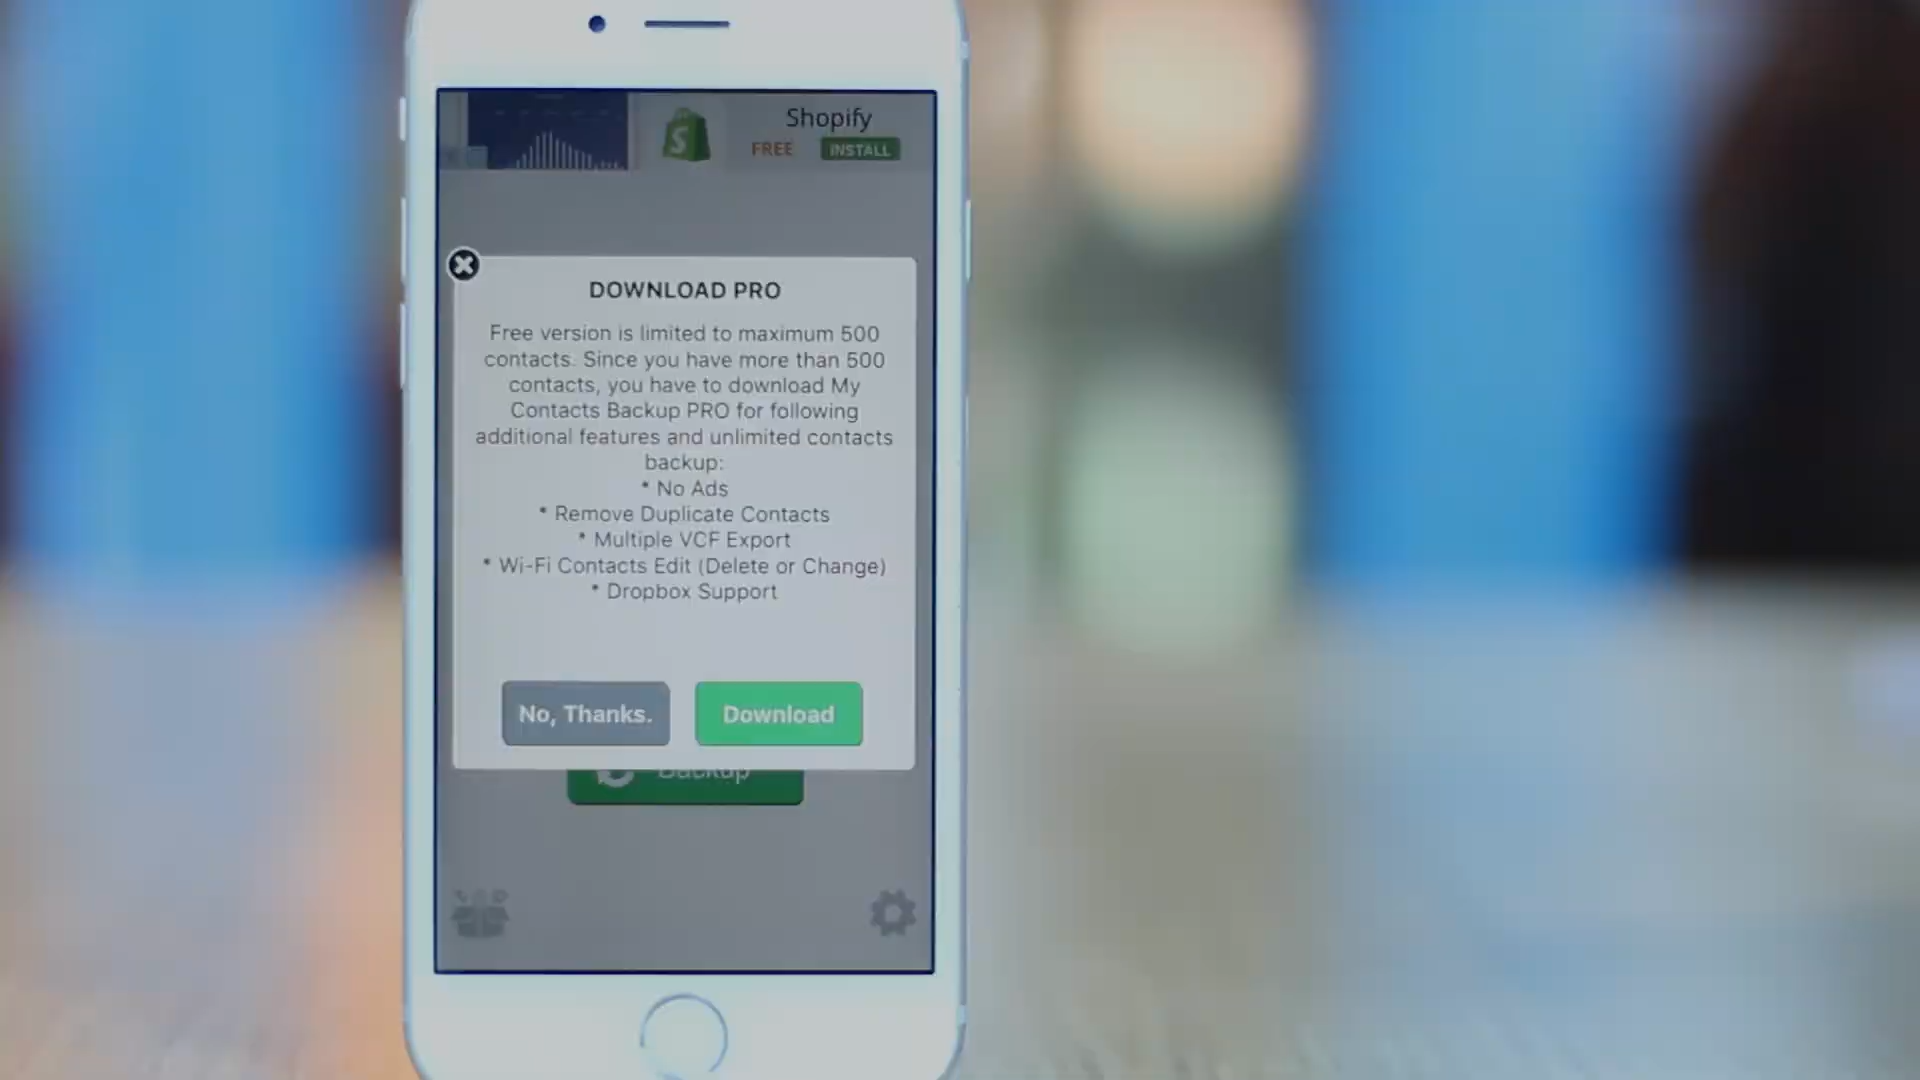 Shopify
FREE INSTALL
DOWNLOAD PRO
Free version is limited to maximum 500
contacts. Since you have more than 500
contacts, you have to download My
Contacts Backup PRO for following
additional features and unlimited contacts
backup:
* No Ads
* Remove Duplicate Contacts
* Multiple VCF Export
* Wi-Fi Contacts Edit (Delete or Change)
* Dropbox Support
No, Thanks. Download
Backup